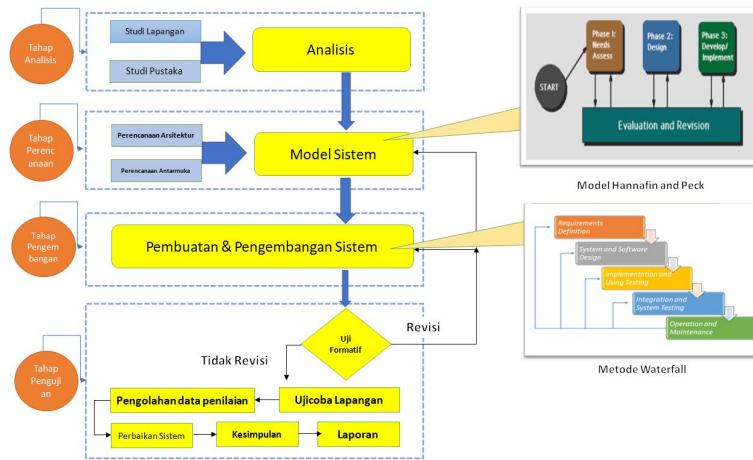 Tahap
Analisis
Studi Lapangan
Studi Pustaka
Analisis
Tahap
Perenc
anaan
Perencanaan Arsitektur
Perencanaan Antarmuka
Model Sistem
Tahap
Pengem
bangan
Pembuatan & Pengembangan Sistem
Tahap
Penguji
an
Uji
Formatif
Revisi
Tidak Revisi
Pengolahan data penilaian
Ujicoba Lapangan
Perbaikan Sistem
Kesimpulan
Laporan
START
Phase 1:
Needs
Assess
Phase 2:
Design
Phase 3:
Develop/
Implement
Evaluation and Revision
Model Hannafin and Peck
Requirements
Definition
System and Software
Design
Implementation and
Using Testing
Integration and
System Testing
Operation and
Maintenance
Metode Waterfall